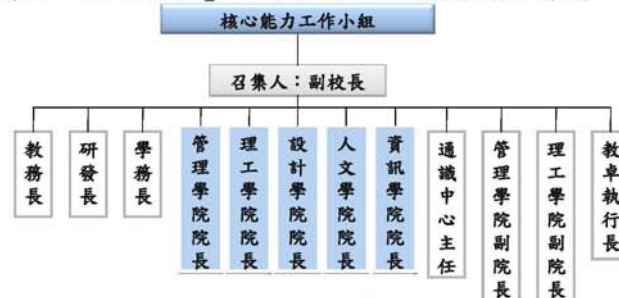 核心能力工作小組
召集人：副校長
教務長
研發長
學務長
管理學院院長
理工學院院長
設計學院院長
人文學院院長
資訊學院院長
通識中心主任
管理學院副院長
理工學院副院長
教卓執行長